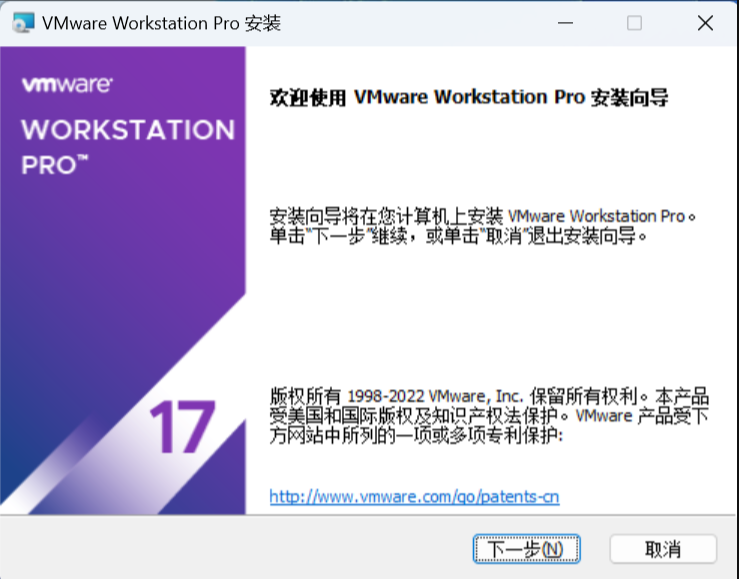 VMware Workstation Pro 安装
vmware®
WORKSTATION
PRO™
17
欢迎使用 VMware Workstation Pro 安装向导
安装向导将在您计算机上安装 VMware Workstation Pro。
单击“下一步”继续，或单击“取消”退出安装向导。
版权所有 1998-2022 VMware, Inc. 保留所有权利。本产品
受美国和国际版权及知识产权法保护。VMware 产品受下
方网站中所列的一项或多项专利保护:
http://www.vmware.com/go/patents-cn
下一步(N)
取消